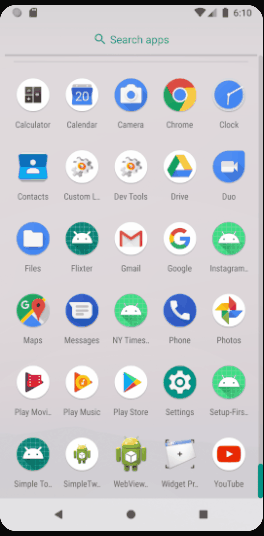 6:10
Search apps
Calculator Calendar Camera Chrome Clock
20
Contacts Custom L.. Dev Tools Drive Duo
Files Flixter Gmail Google Instagram..
Maps Messages NY Times.. Phone Photos
Play Movi.. Play Music Play Store Settings Setup-Firs..
Simple To.. SimpleTw.. WebView.. Widget Pr.. YouTube